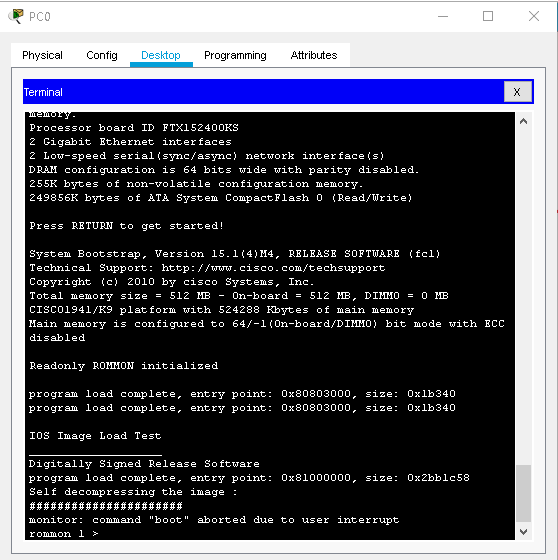 PC0
Physical Config Desktop Programming Attributes
Terminal X
memory.
Processor board ID FTX152400KS
2 Gigabit Ethernet interfaces
2 Low-speed serial(sync/async) network interface(s)
DRAM configuration is 64 bits wide with parity disabled.
255K bytes of non-volatile configuration memory.
249856K bytes of ATA System CompactFlash 0 (Read/Write)
Press RETURN to get started!
System Bootstrap, Version 15.1(4)M4, RELEASE SOFTWARE (fc1)
Technical Support: http://www.cisco.com/techsupport
Copyright (c) 2010 by cisco Systems, Inc.
Total memory size = 512 MB - On-board = 512 MB, DIMM0 = 0 MB
CISCO1941/K9 platform with 524288 Kbytes of main memory
Main memory is configured to 64/-1(On-board/DIMM0) bit mode with ECC
disabled
Readonly ROMMON initialized
program load complete, entry point: 0x80803000, size: 0x1b340
program load complete, entry point: 0x80803000, size: 0x1b340
IOS Image Load Test
___________________
Digitally Signed Release Software
program load complete, entry point: 0x81000000, size: 0x2bb1c58
Self decompressing the image :
######################
monitor: command "boot" aborted due to user interrupt
rommon 1 >